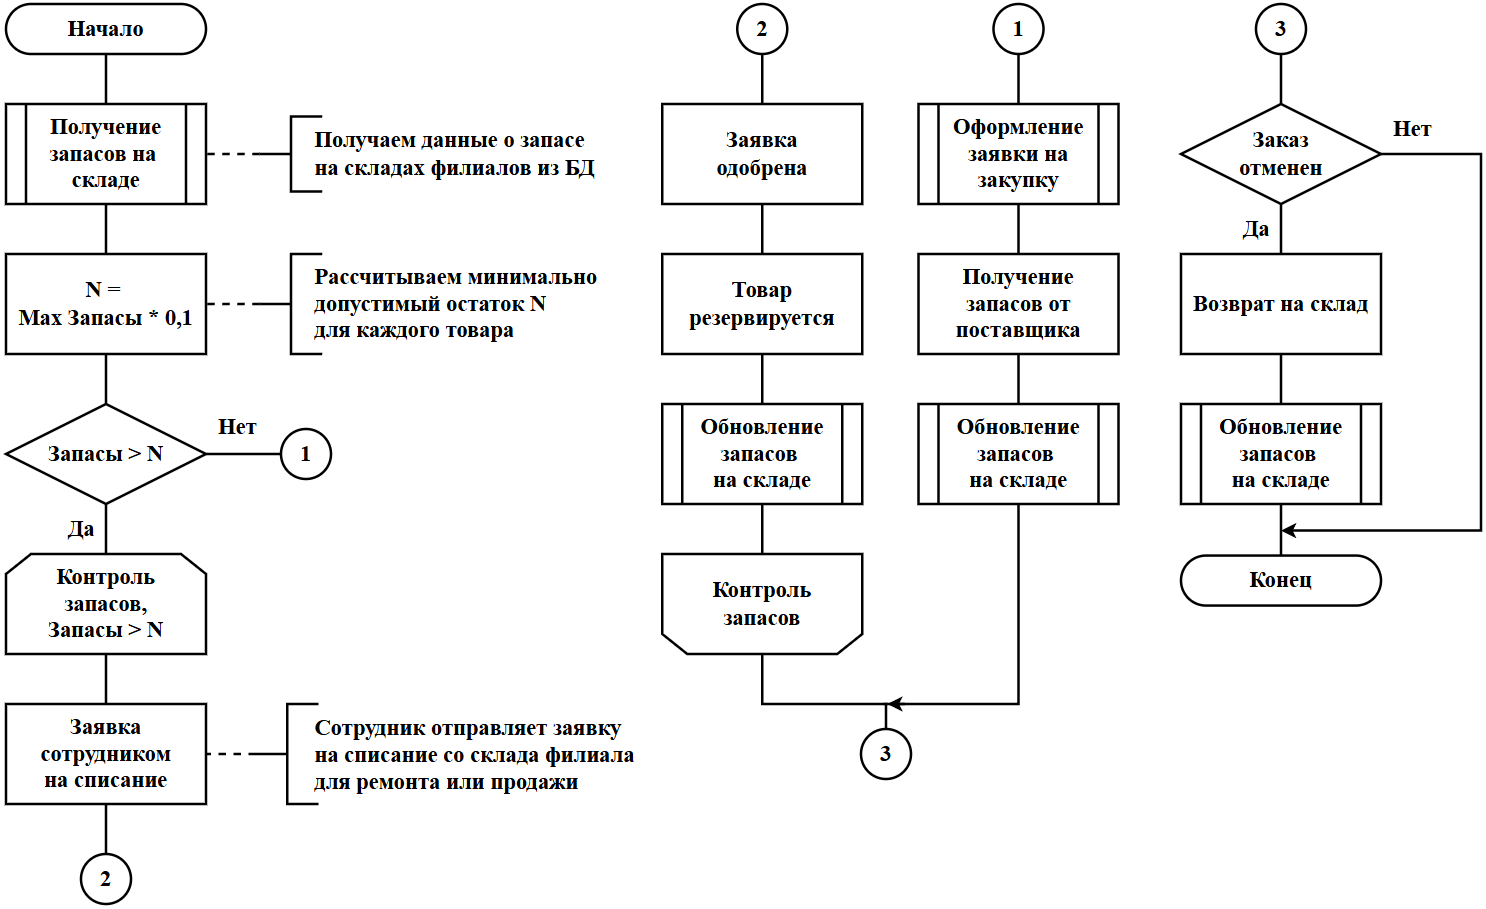 Начало
Получение
запасов на
складе
Получаем данные о запасе
на складах филиалов из БД
N =
Max Запасы * 0,1
Рассчитываем минимально
допустимый остаток N
для каждого товара
Запасы > N
Нет
1
Да
Контроль
запасов,
Запасы > N
Заявка
сотрудником
на списание
Сотрудник отправляет заявку
на списание со склада филиала
для ремонта или продажи
2
2
Заявка
одобрена
Товар
резервируется
Обновление
запасов
на складе
Контроль
запасов
1
Оформление
заявки на
закупку
Получение
запасов от
поставщика
Обновление
запасов
на складе
3
3
Заказ
отменен
Нет
Да
Возврат на склад
Обновление
запасов
на складе
Конец